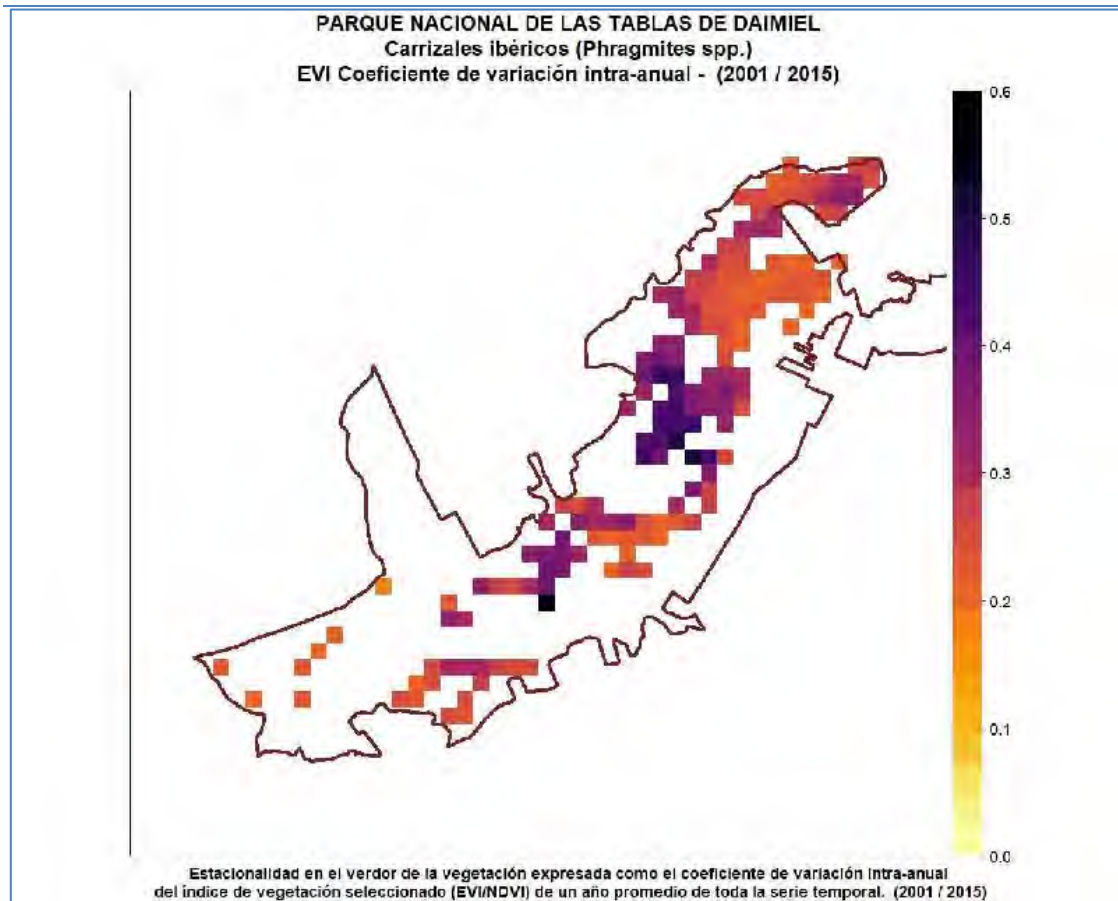 PARQUE NACIONAL DE LAS TABLAS DE DAIMIEL
Carrizales ibéricos (Phragmites spp.)
EVI Coeficiente de variación intra-anual - (2001 / 2015)
0.6
0.5
0.4
0.3
0.2
0.1
0.0
Estacionalidad en el verdor de la vegetación expresada como el coeficiente de variación intra-anual
del índice de vegetación seleccionado (EVI/NDVI) de un año promedio de toda la serie temporal. (2001 / 2015)